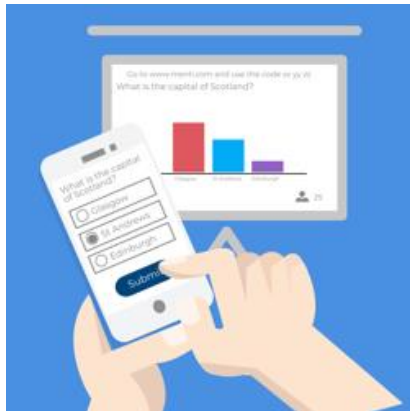 Go to www.menti.com and use the code
What is the capital of Scotland?
Glasgow St Andrews Edinburgh
25
What is the capital
of Scotland?
Glasgow
St Andrews
Edinburgh
Submit